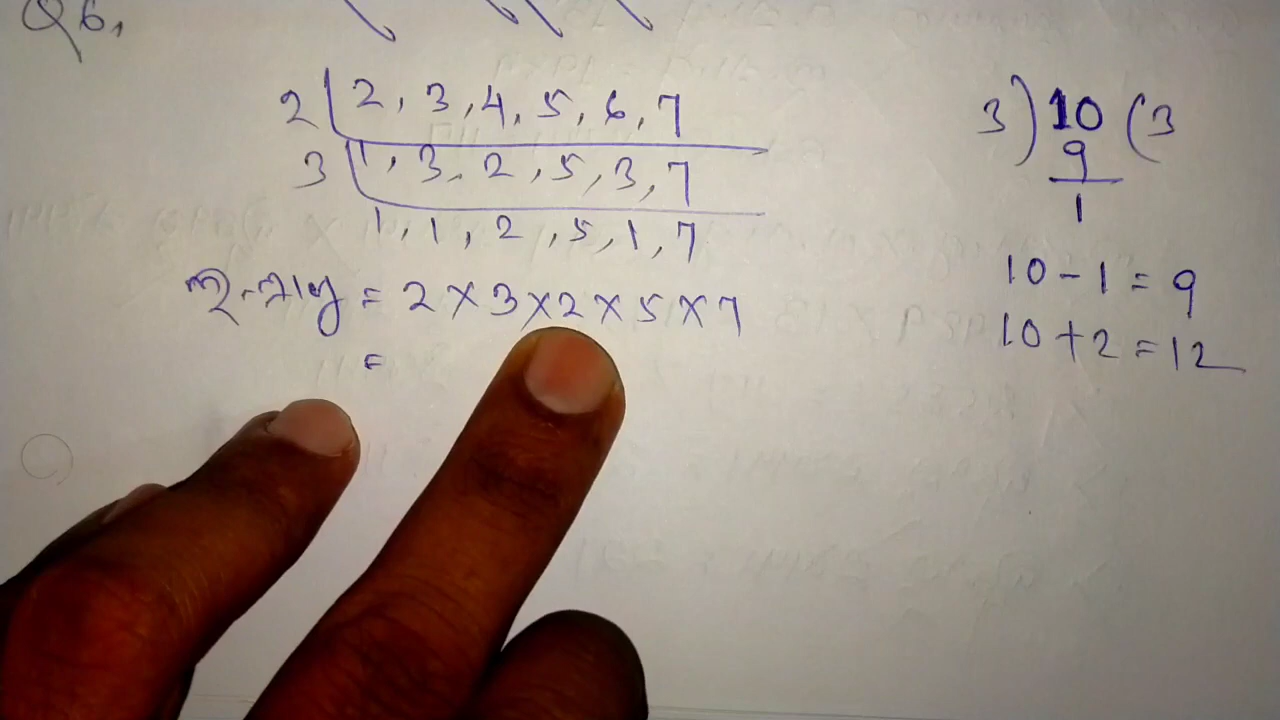 Q6,
2 | 2, 3, 4, 5, 6, 7
3 | 1, 3, 2, 5, 3, 7
1, 1, 2, 5, 1, 7
= 2 × 3 × 2 × 5 × 7
=
3 ) 10 ( 3
9
1
10 - 1 = 9
10 + 2 = 12